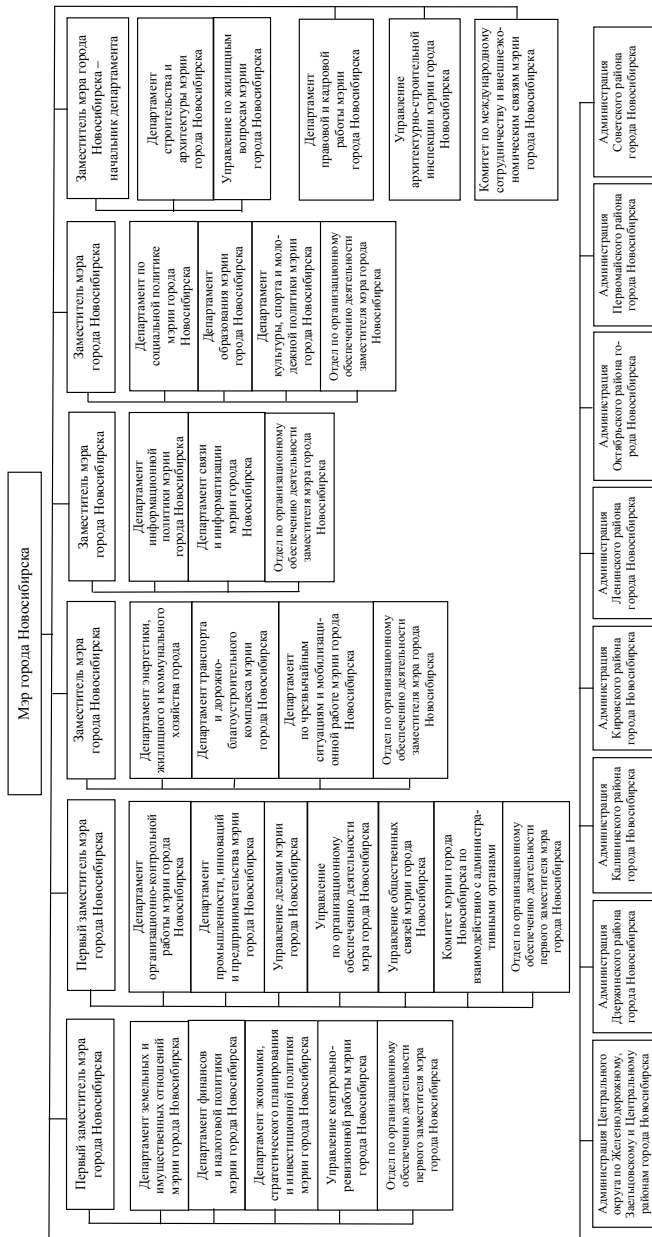 Мэр города Новосибирска
Первый заместитель мэра
города Новосибирска
Департамент земельных и
имущественных отношений
мэрии города Новосибирска
Департамент финансов
и налоговой политики
мэрии города Новосибирска
Департамент экономики,
стратегического планирования
и инвестиционной политики
мэрии города Новосибирска
Управление контрольно-
ревизионной работы мэрии
города Новосибирска
Отдел по организационному
обеспечению деятельности
первого заместителя мэра
города Новосибирска
Первый заместитель мэра
города Новосибирска
Департамент
организационно-контрольной
работы мэрии города
Новосибирска
Департамент
промышленности, инноваций
и предпринимательства мэрии
города Новосибирска
Управление делами мэрии
города Новосибирска
Управление
по организационному
обеспечению деятельности
мэра города Новосибирска
Управление общественных
связей мэрии города
Новосибирска
Комитет мэрии города
Новосибирска по
взаимодействию с администра-
тивными органами
Отдел по организационному
обеспечению деятельности
первого заместителя мэра
города Новосибирска
Заместитель мэра
города Новосибирска
Департамент энергетики,
жилищного и коммунального
хозяйства города
Департамент транспорта
и дорожно-
благоустроительного
комплекса мэрии
города Новосибирска
Департамент
по чрезвычайным
ситуациям и мобилизаци-
онной работе мэрии города
Новосибирска
Отдел по организационному
обеспечению деятельности
заместителя мэра города
Новосибирска
Заместитель мэра
города Новосибирска
Департамент
информационной
политики мэрии
города Новосибирска
Департамент связи
и информатизации
мэрии города
Новосибирска
Отдел по организационному
обеспечению деятельности
заместителя мэра города
Новосибирска
Заместитель мэра
города Новосибирска
Департамент по
социальной политике
мэрии города
Новосибирска
Департамент
образования мэрии
города Новосибирска
Департамент
культуры, спорта и моло-
дежной политики мэрии
города Новосибирска
Отдел по организационному
обеспечению деятельности
заместителя мэра города
Новосибирска
Заместитель мэра города
Новосибирска –
начальник департамента
Департамент
строительства и
архитектуры мэрии
города Новосибирска
Управление по жилищным
вопросам мэрии
города Новосибирска
Департамент
правовой и кадровой
работы мэрии
города Новосибирска
Управление
архитектурно-строительной
инспекции мэрии города
Новосибирска
Комитет по международному
сотрудничеству и внешнеэко-
номическим связям мэрии
города Новосибирска
Администрация Центрального
округа по Железнодорожному,
Заельцовскому и Центральному
районам города Новосибирска
Администрация
Дзержинского района
города Новосибирска
Администрация
Калининского района
города Новосибирска
Администрация
Кировского района
города Новосибирска
Администрация
Ленинского района
города Новосибирска
Администрация
Октябрьского района го-
рода Новосибирска
Администрация
Первомайского района
города Новосибирска
Администрация
Советского района
города Новосибирска